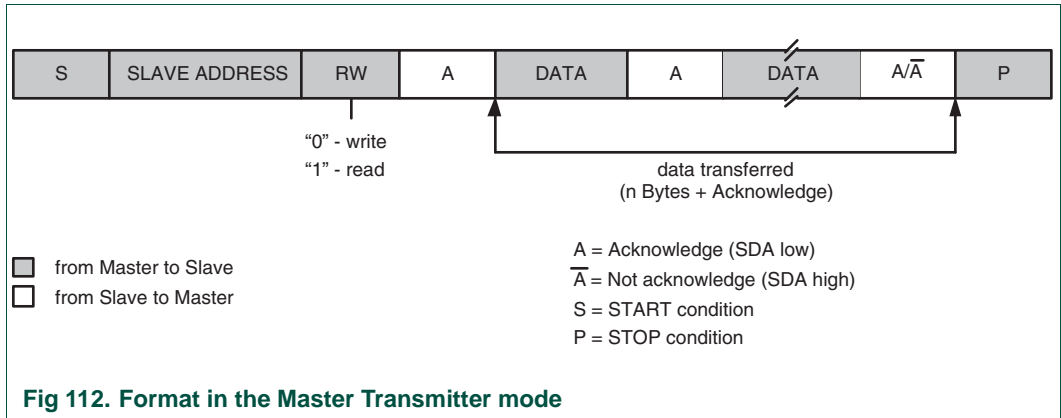 S SLAVE ADDRESS RW A DATA A DATA A/A̅ P
“0” - write
“1” - read
data transferred
(n Bytes + Acknowledge)
from Master to Slave
from Slave to Master
A = Acknowledge (SDA low)
A̅ = Not acknowledge (SDA high)
S = START condition
P = STOP condition
Fig 112. Format in the Master Transmitter mode